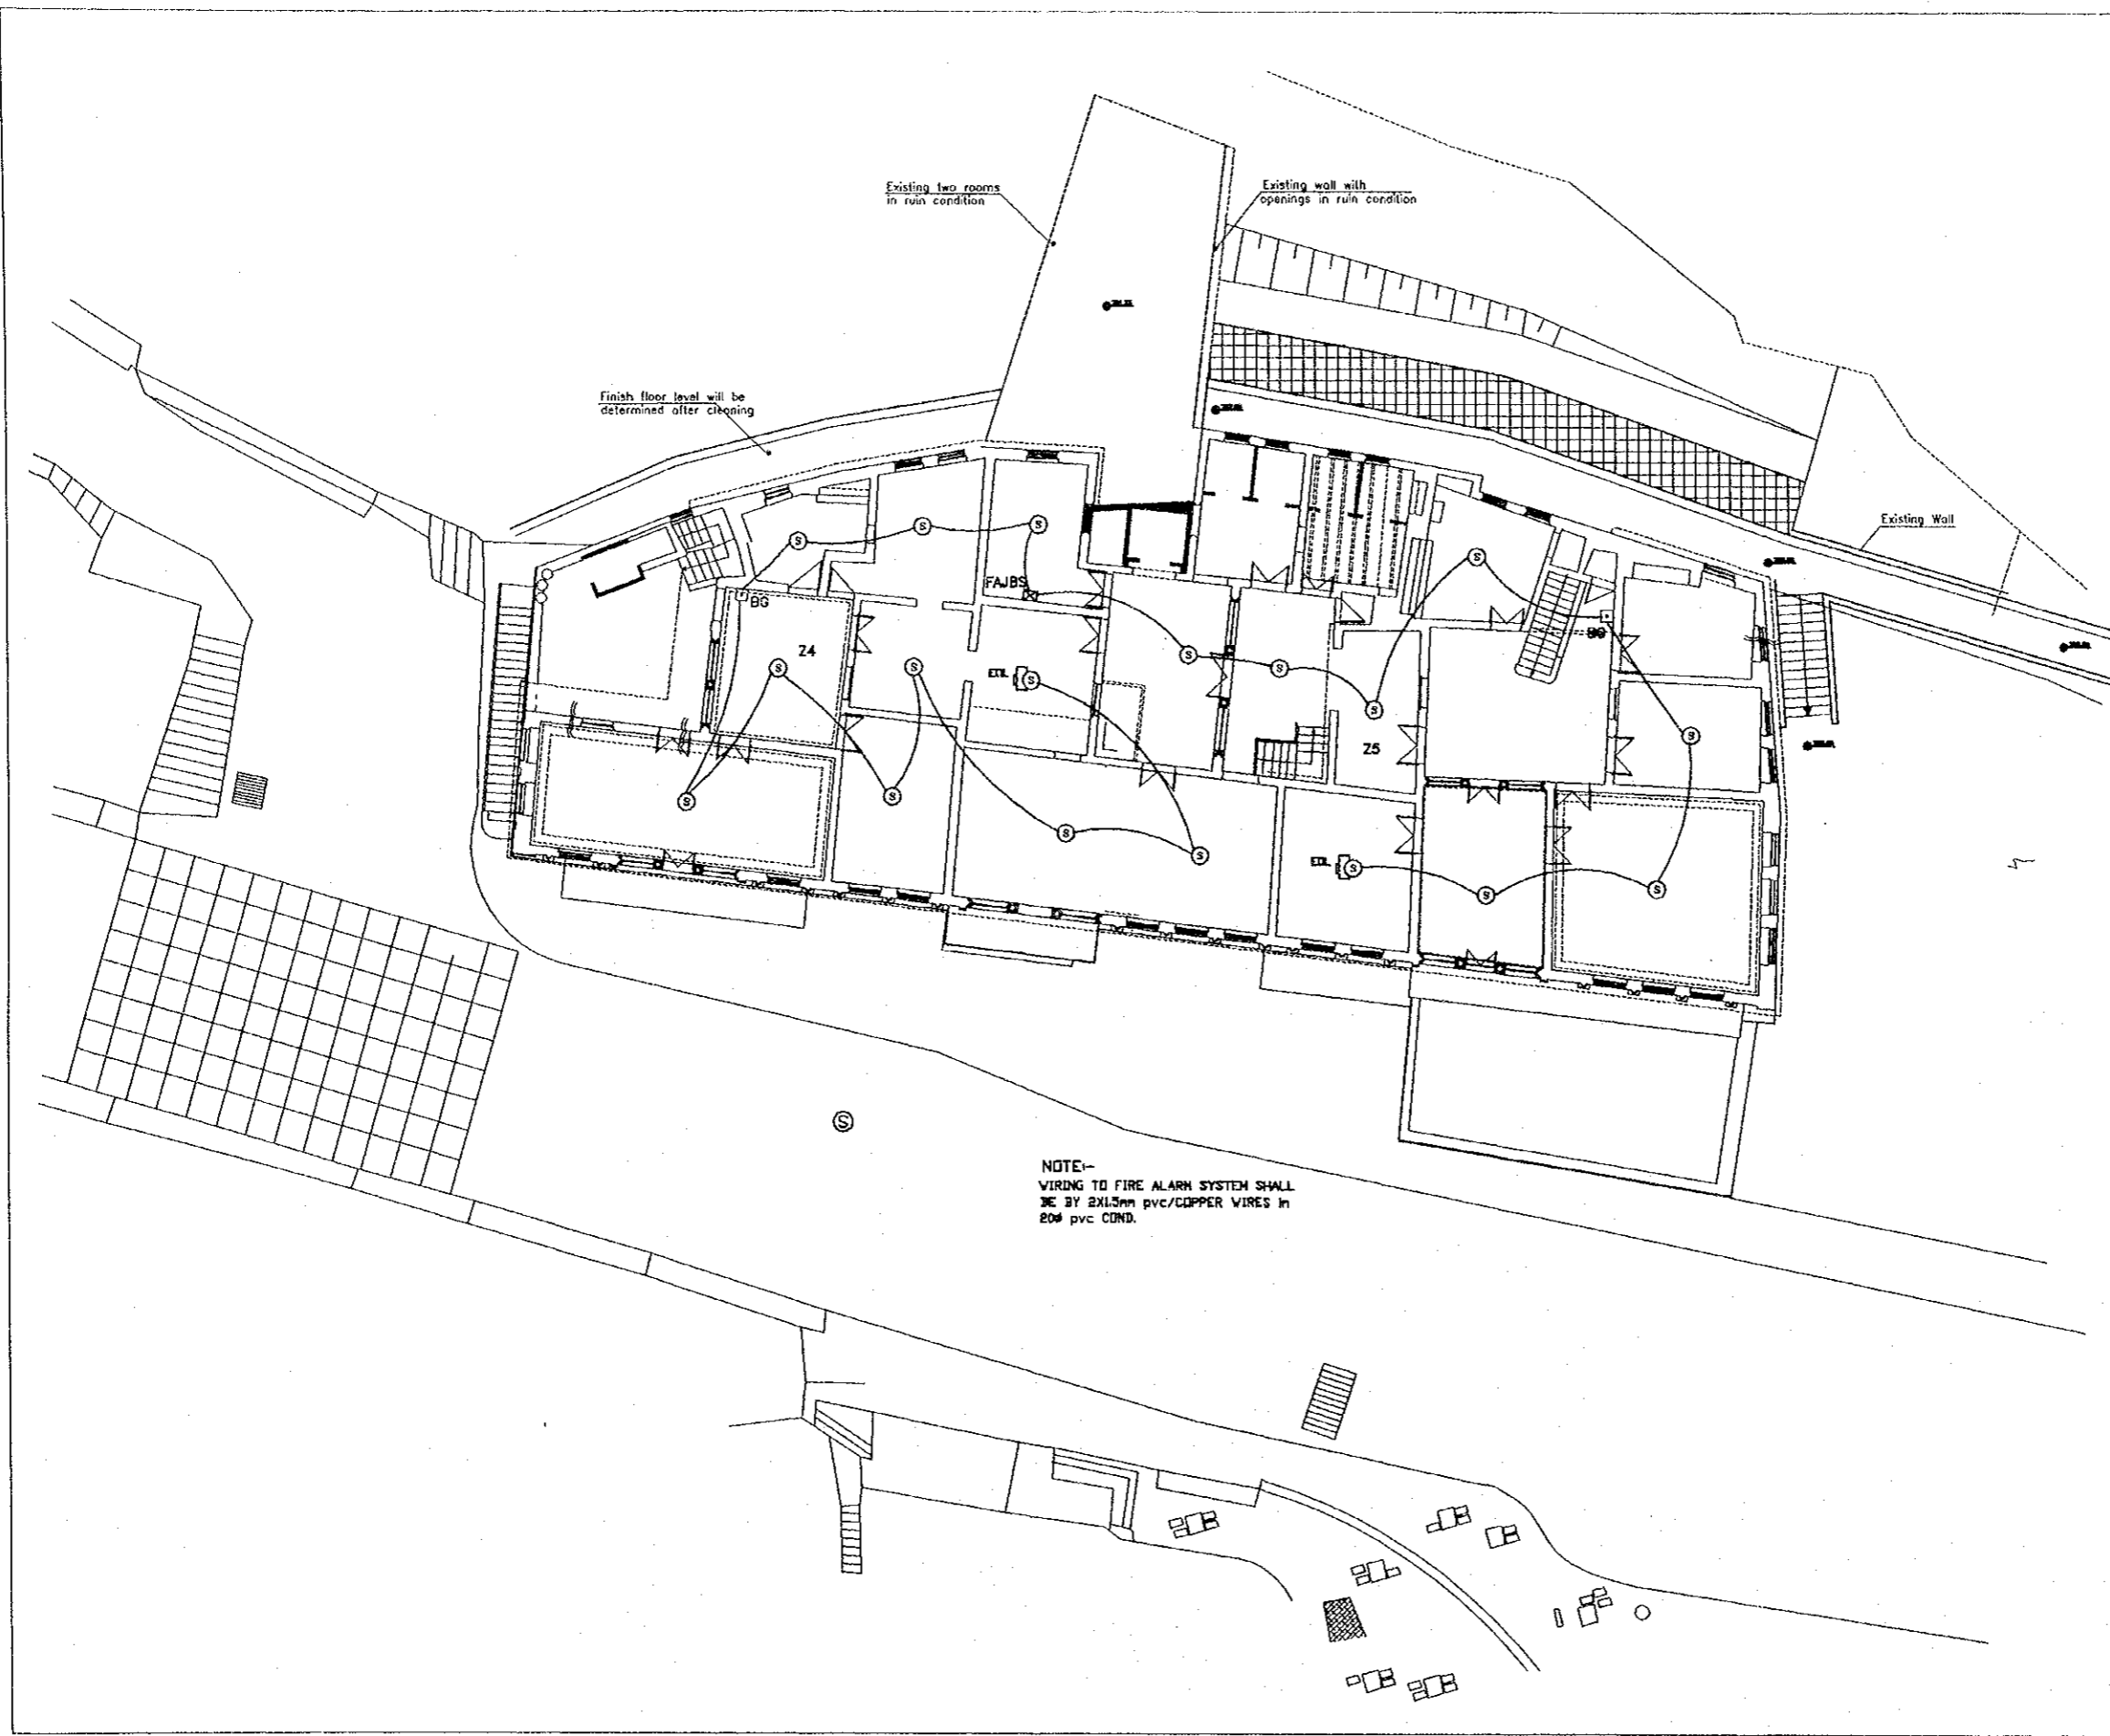 Existing two rooms
in ruin condition
Existing wall with
openings in ruin condition
Finish floor level will be
determined after cleaning
Existing Wall
S
S
S
S
FAJBS
BG
BG
Z4
S
S
EOL
S
S
S
S
Z5
S
S
S
S
S
EOL
S
S
S
S
NOTE:-
WIRING TO FIRE ALARM SYSTEM SHALL
BE BY 2X1.5mm pvc/COPPER WIRES in
20ø pvc COND.